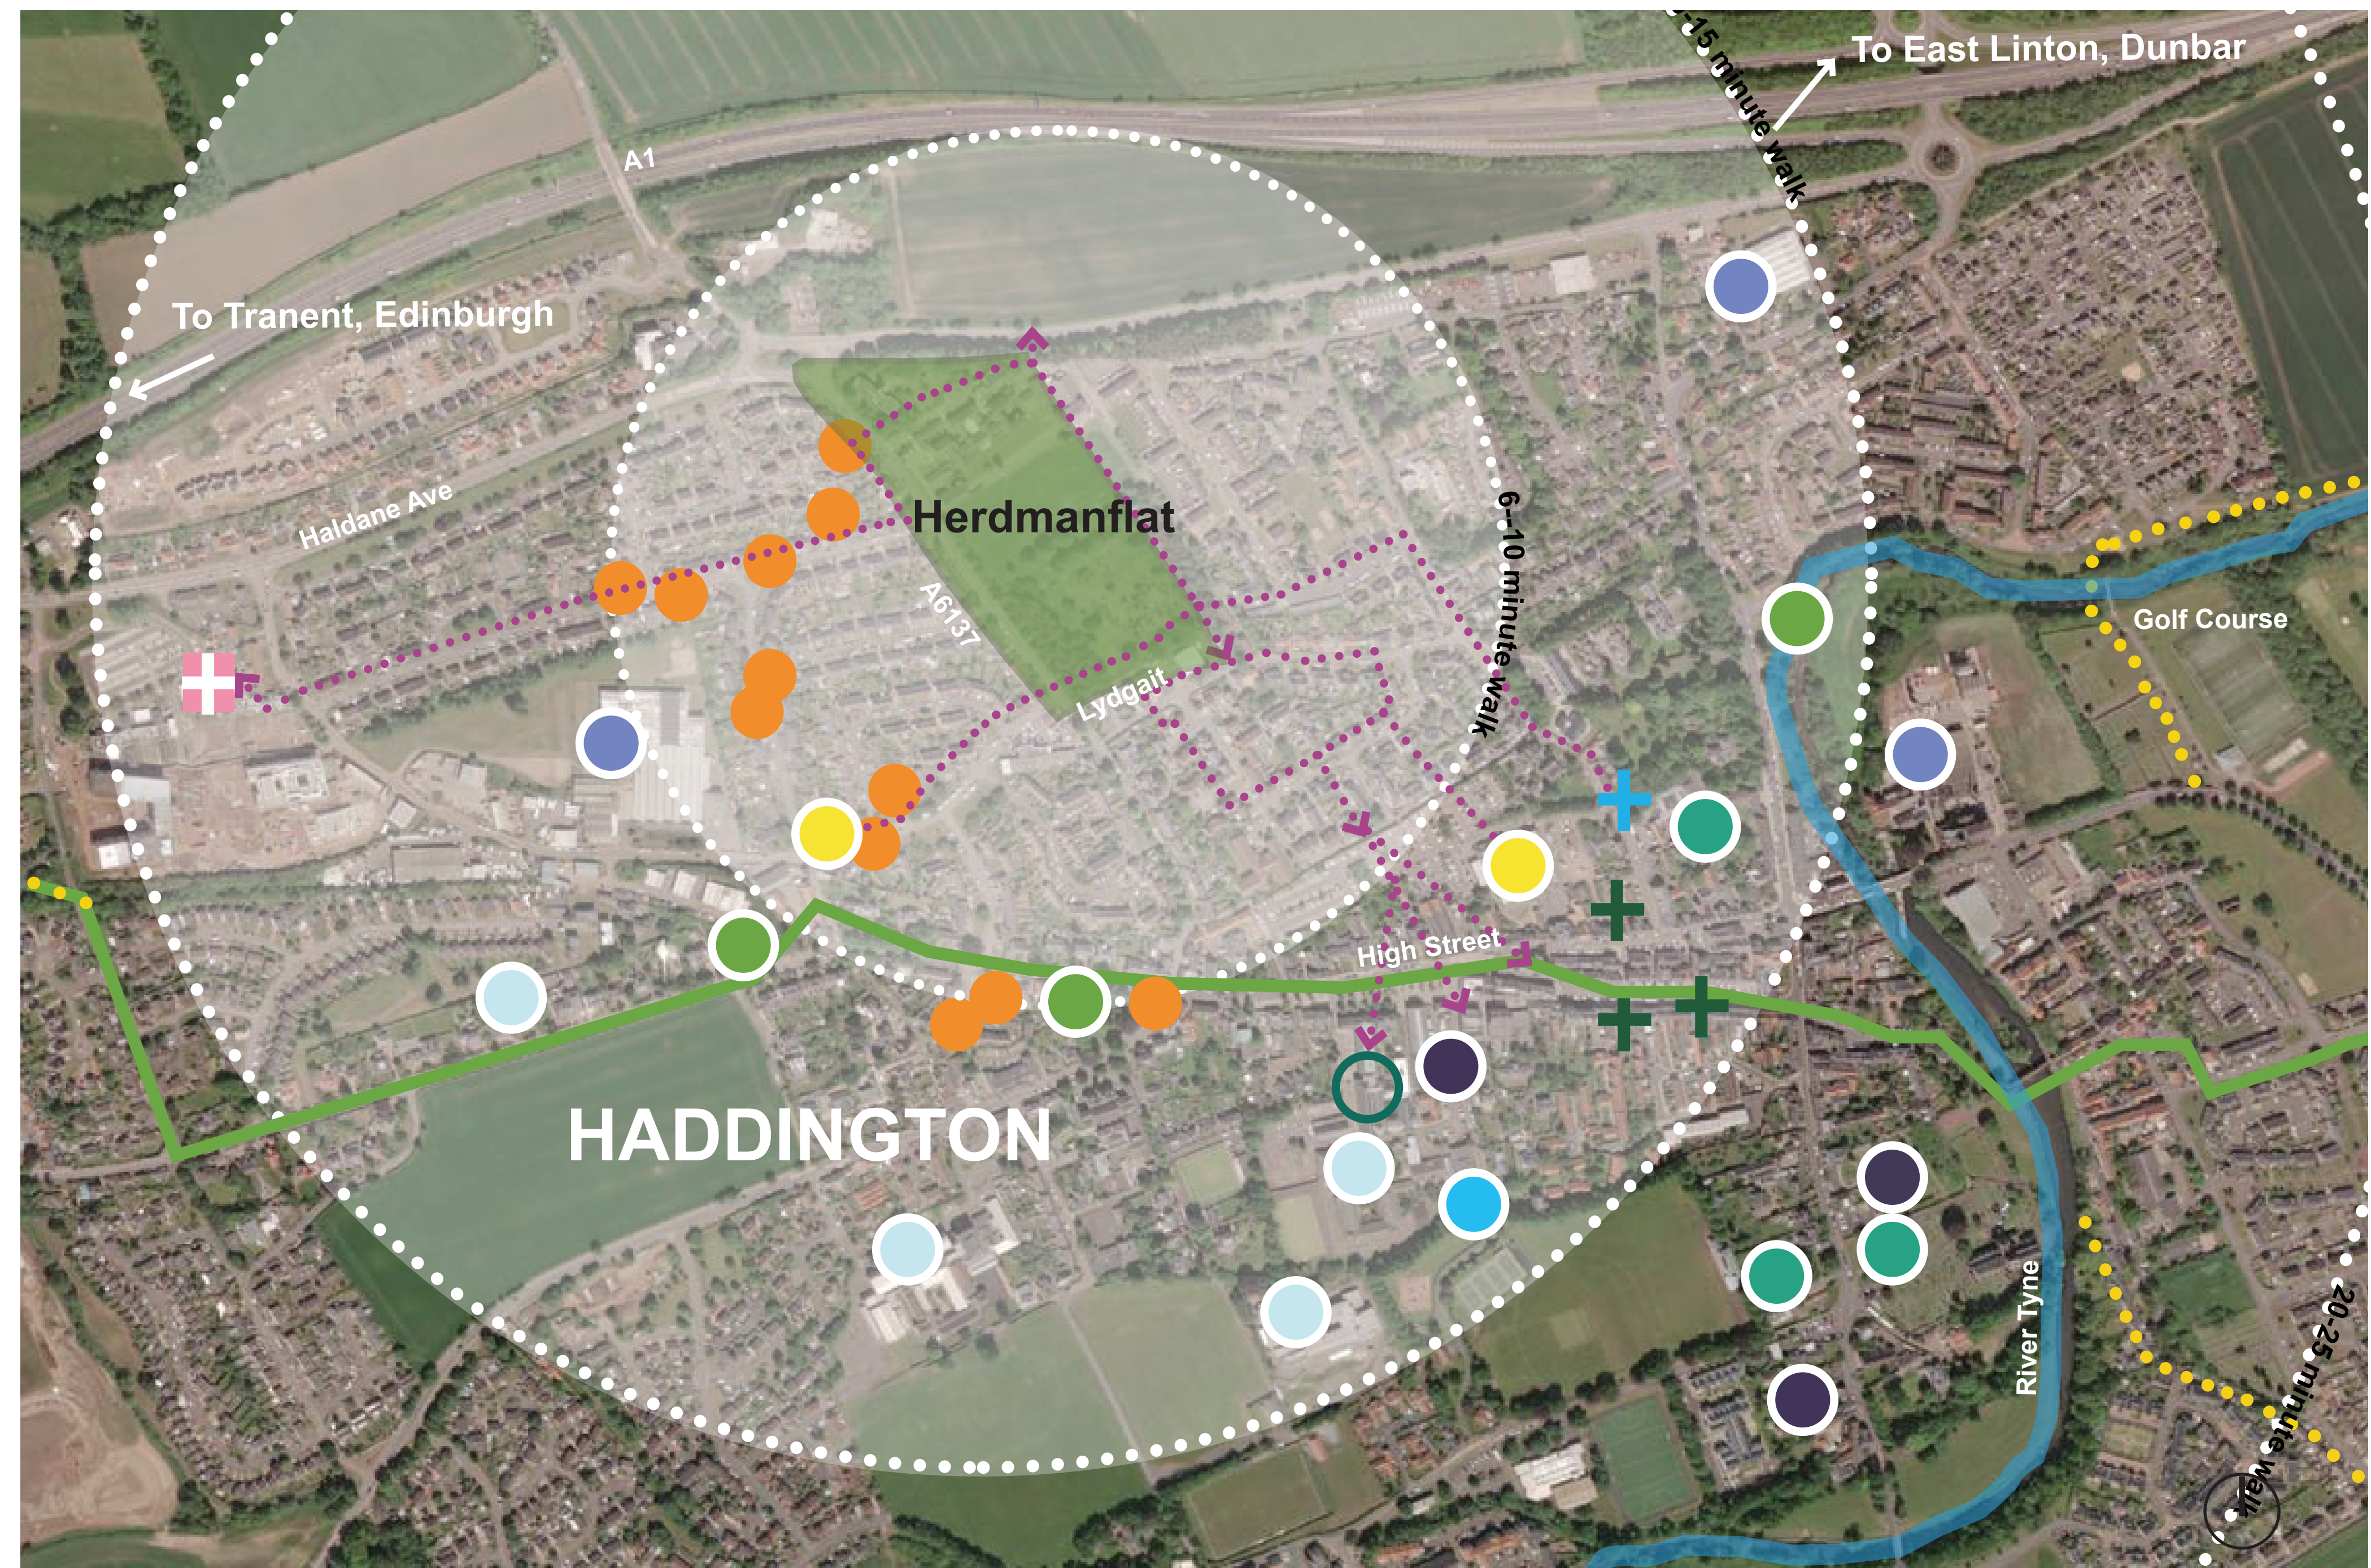 To East Linton, Dunbar
-15 minute walk
A1
To Tranent, Edinburgh
Haldane Ave
Herdmanflat
6--10 minute walk
A6137
Golf Course
Lydgait
High Street
HADDINGTON
River Tyne
20-25 minute walk